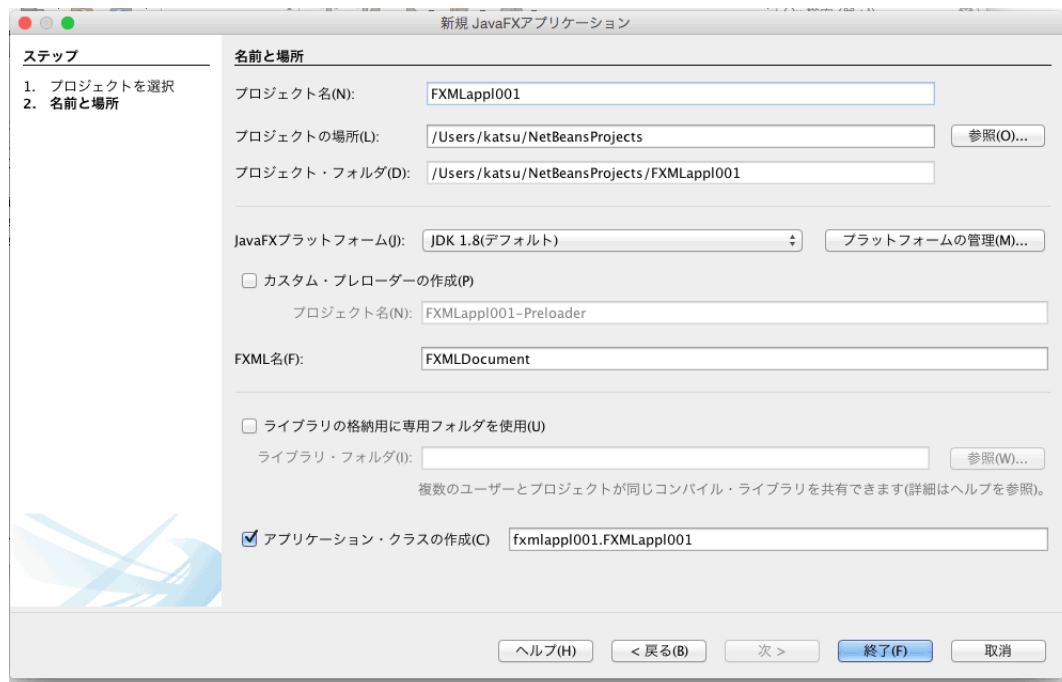 新規 JavaFXアプリケーション
ステップ
1. プロジェクトを選択
2. 名前と場所
名前と場所
プロジェクト名(N): FXMLappl001
プロジェクトの場所(L): /Users/katsu/NetBeansProjects 参照(O)...
プロジェクト・フォルダ(D): /Users/katsu/NetBeansProjects/FXMLappl001
JavaFXプラットフォーム(J): JDK 1.8(デフォルト) プラットフォームの管理(M)...
カスタム・プレローダーの作成(P)
プロジェクト名(N): FXMLappl001-Preloader
FXML名(F): FXMLDocument
ライブラリの格納用に専用フォルダを使用(U)
ライブラリ・フォルダ(I): 参照(W)...
複数のユーザーとプロジェクトが同じコンパイル・ライブラリを共有できます(詳細はヘルプを参照)。
アプリケーション・クラスの作成(C) fxmlappl001.FXMLappl001
ヘルプ(H) < 戻る(B) 次 > 終了(F) 取消